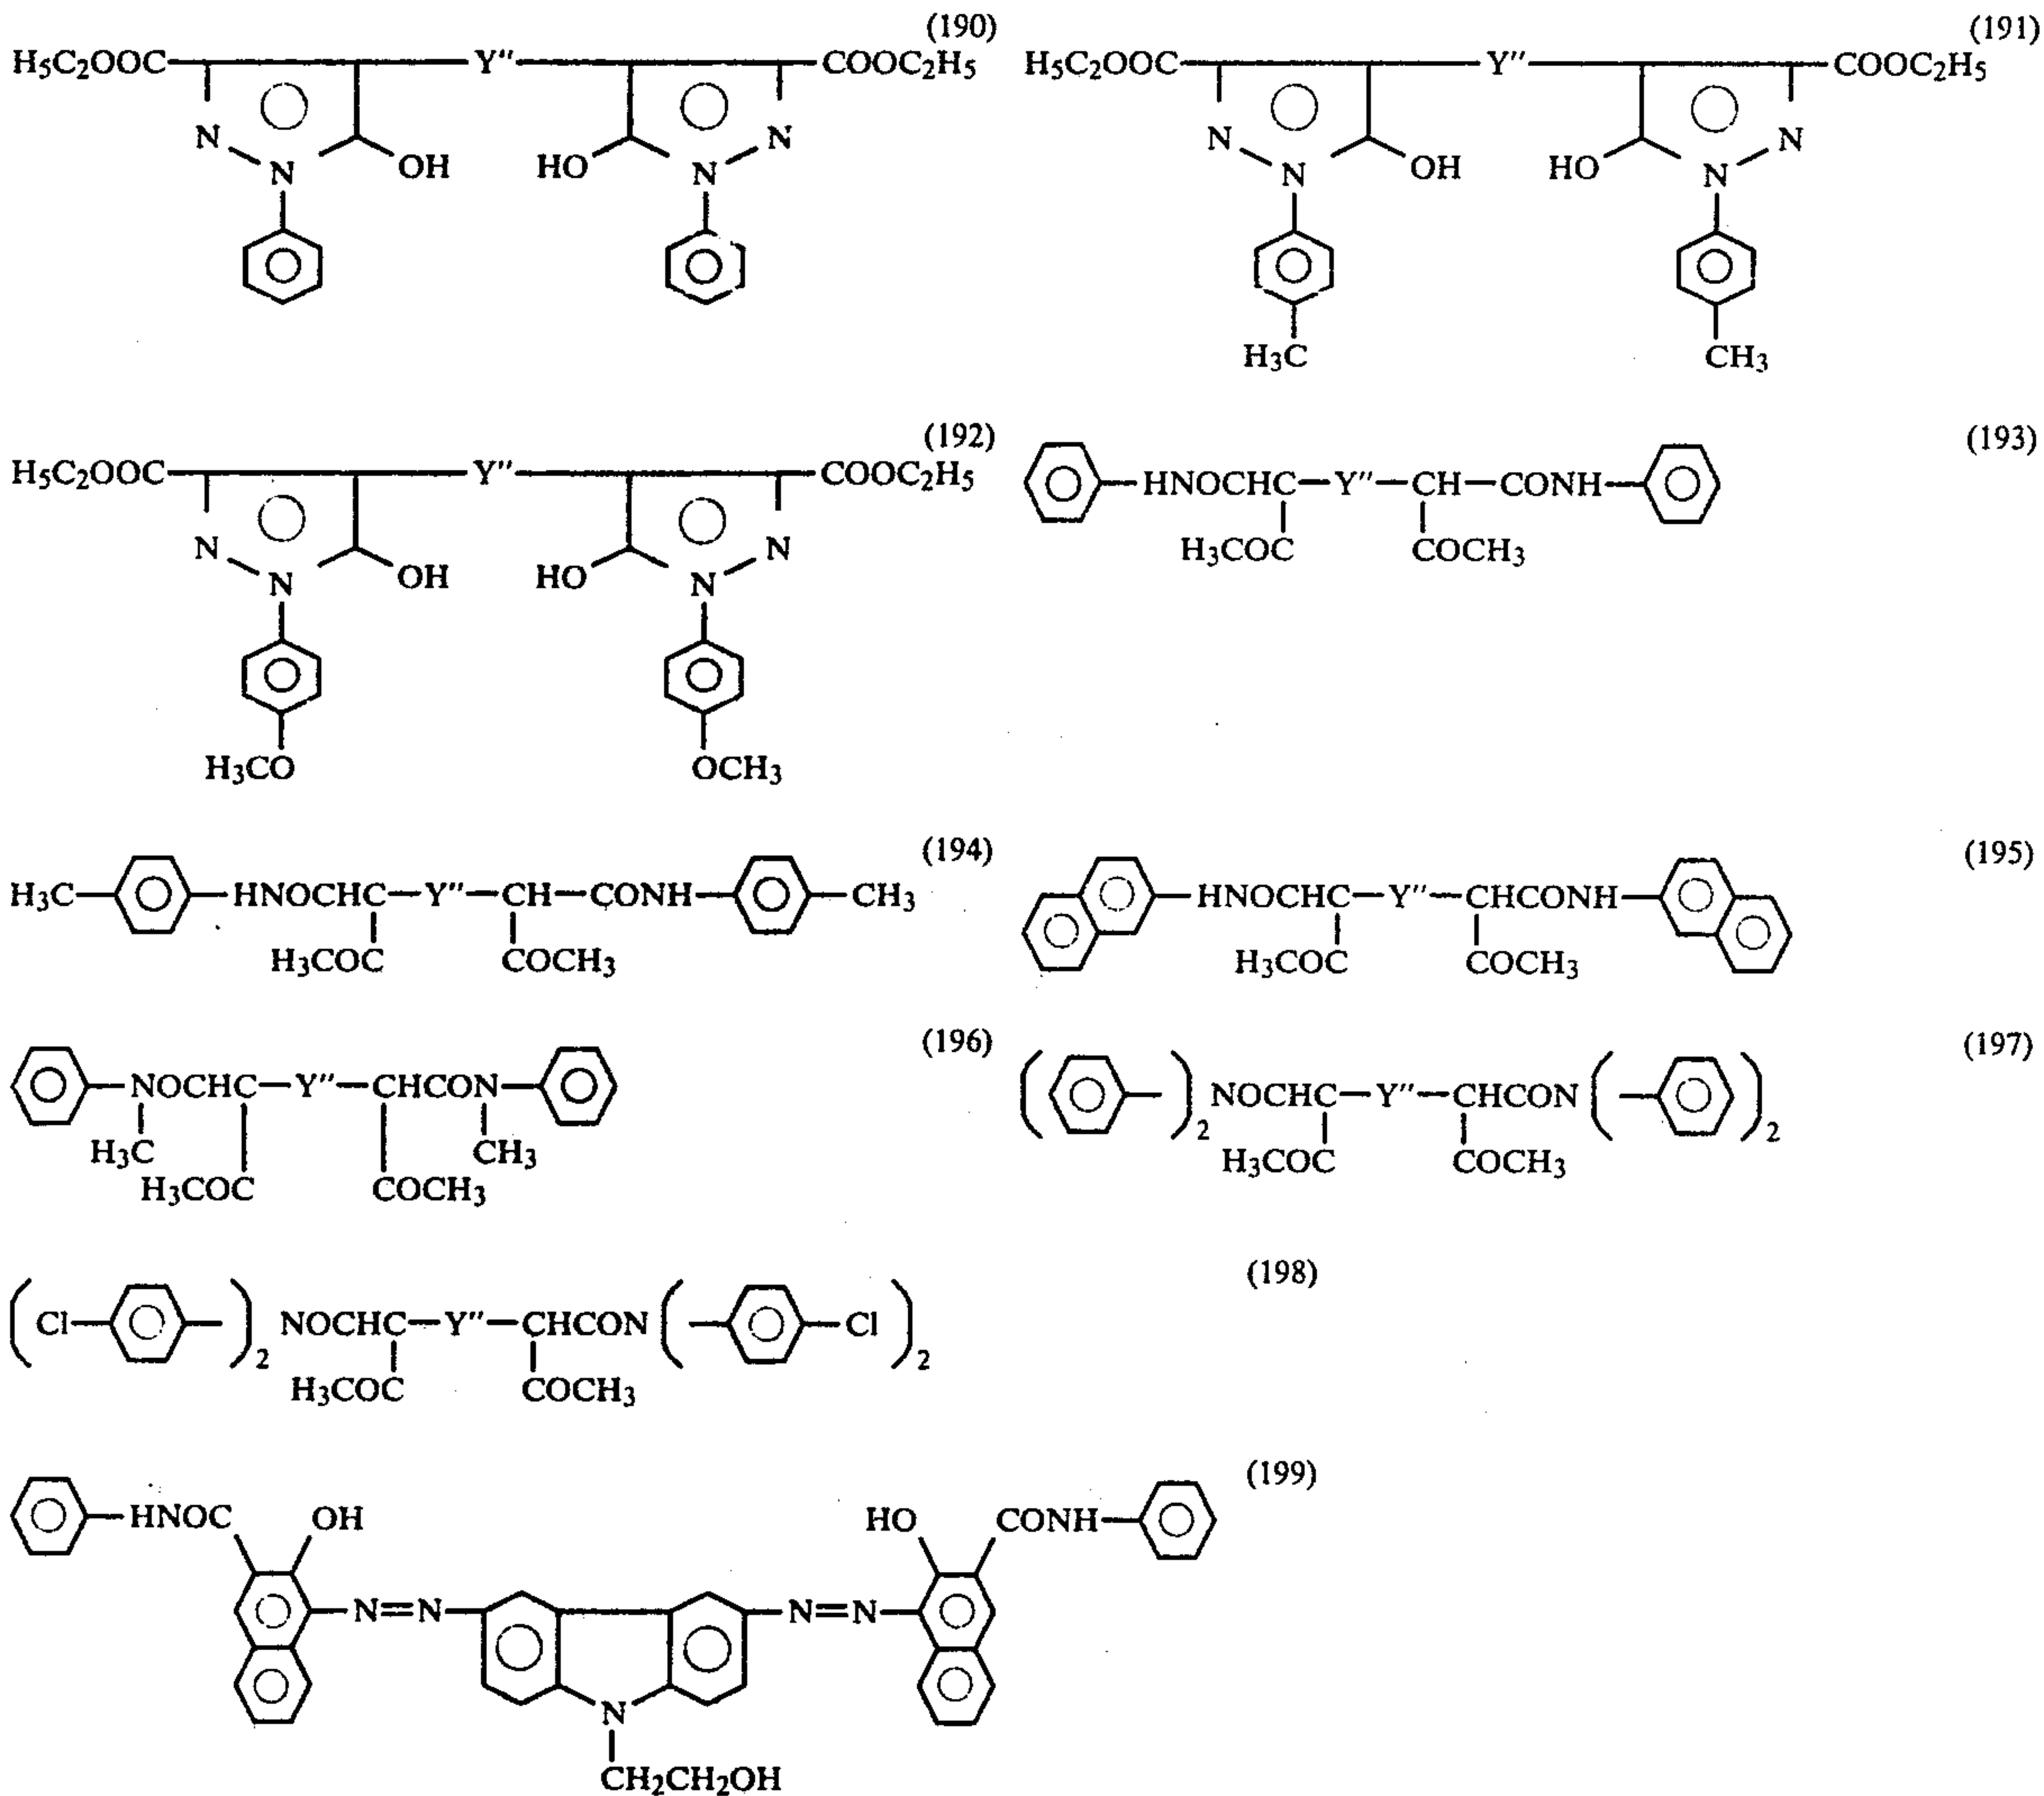 (190) (191)
H5C2OOC Y″ COOC2H5 H5C2OOC Y″ COOC2H5
N N N N
N OH HO N N OH HO N
H3C CH3
(192) (193)
H5C2OOC Y″ COOC2H5
HNOCHC—Y″—CH—CONH
N N H3COC COCH3
N OH HO N
H3CO OCH3
(194) (195)
H3C HNOCHC—Y″—CH—CONH CH3 HNOCHC—Y″—CHCONH
H3COC COCH3 H3COC COCH3
(196) (197)
NOCHC—Y″—CHCON ( )2 NOCHC—Y″—CHCON ( )2
H3C CH3 H3COC COCH3
H3COC COCH3
(198)
(Cl )2 NOCHC—Y″—CHCON ( Cl)2
H3COC COCH3
(199)
HNOC OH HO CONH
N=N N=N
N
CH2CH2OH